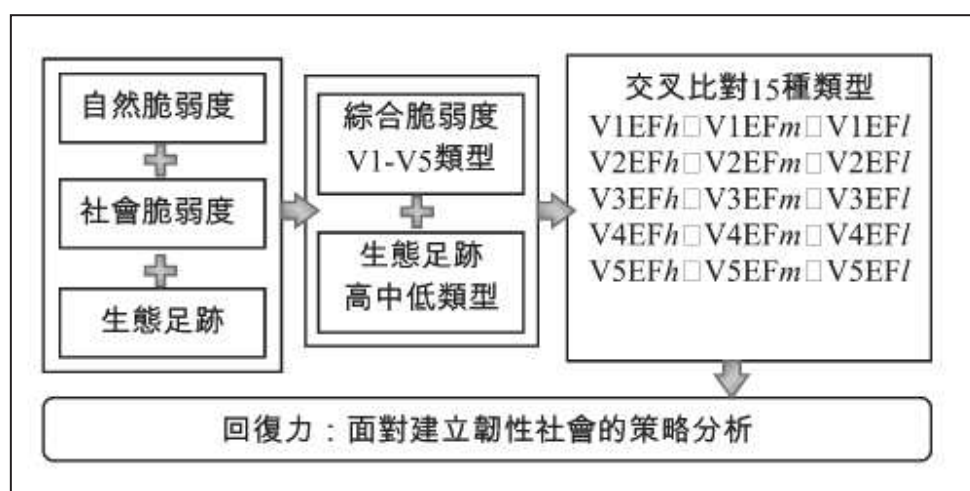 自然脆弱度
社會脆弱度
生態足跡
綜合脆弱度
V1-V5類型
生態足跡
高中低類型
交叉比對15種類型
V1EFh□V1EFm□V1EFl
V2EFh□V2EFm□V2EFl
V3EFh□V3EFm□V3EFl
V4EFh□V4EFm□V4EFl
V5EFh□V5EFm□V5EFl
回復力：面對建立韌性社會的策略分析